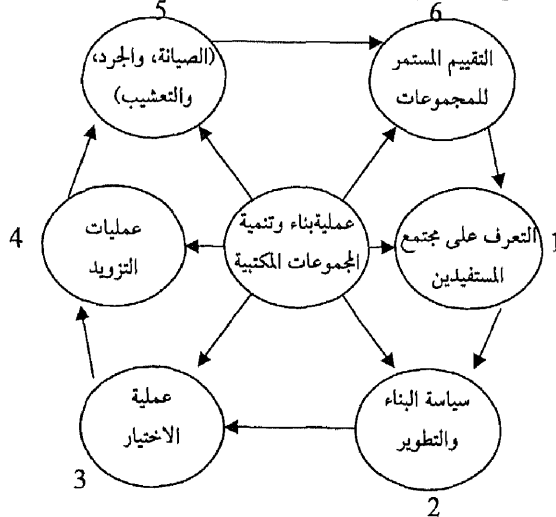 5
6
(الصيانة، والجرد،
والتعشيب)
التقييم المستمر
للمجموعات
4
عمليات
التزويد
عملية بناء وتنمية
المجموعات المكتبية
التعرف على مجتمع
المستفيدين
1
عملية
الاختيار
3
سياسة البناء
والتطوير
2